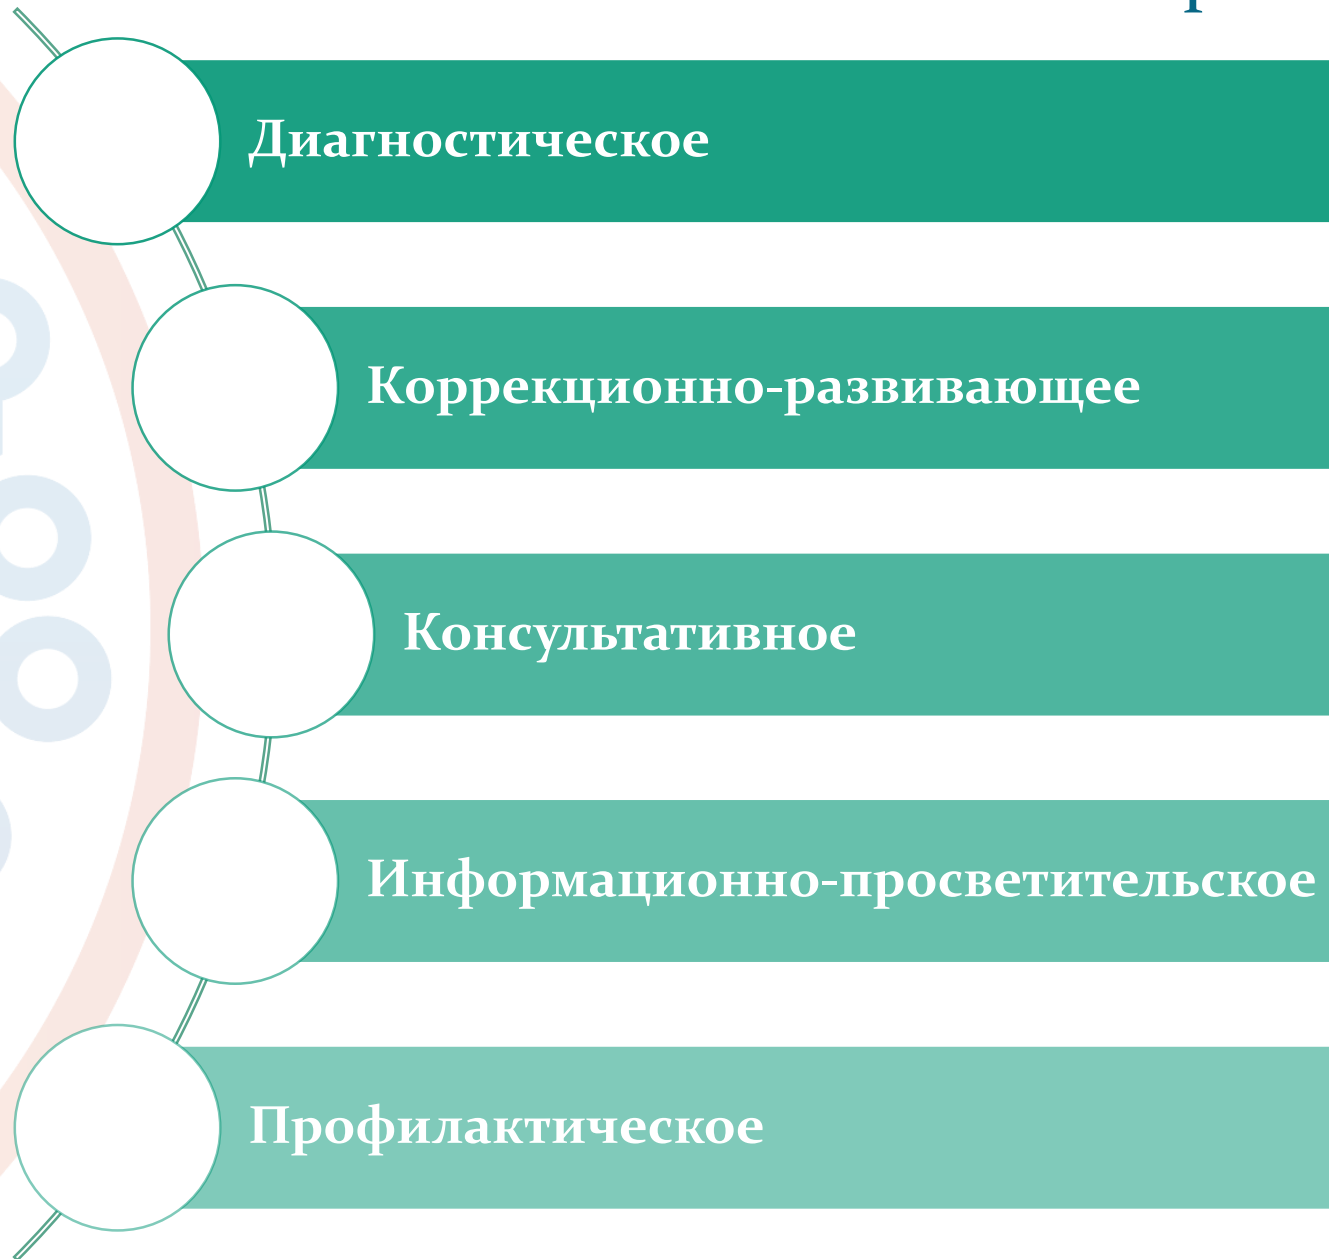 Диагностическое
Коррекционно-развивающее
Консультативное
Информационно-просветительское
Профилактическое